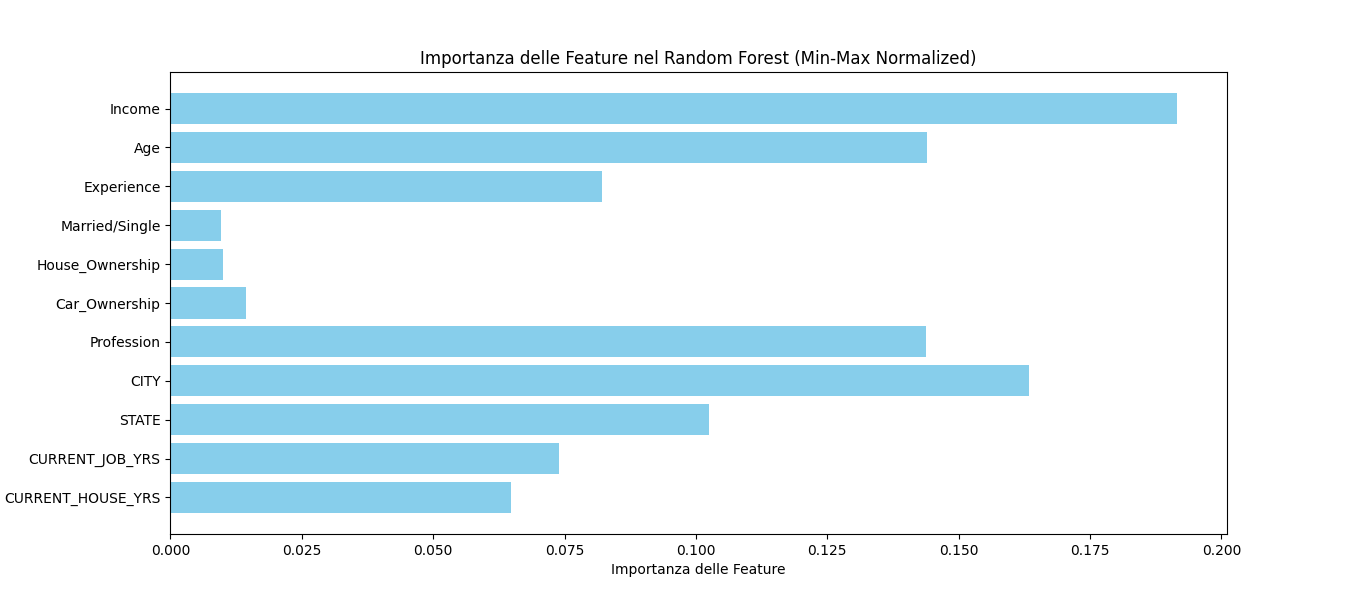 Importanza delle Feature nel Random Forest (Min-Max Normalized)
Income
Age
Experience
Married/Single
House_Ownership
Car_Ownership
Profession
CITY
STATE
CURRENT_JOB_YRS
CURRENT_HOUSE_YRS
0.000 0.025 0.050 0.075 0.100 0.125 0.150 0.175 0.200
Importanza delle Feature